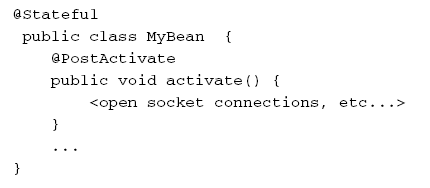 @Stateful
public class MyBean {
@PostActivate
public void activate() {
<open socket connections, etc...>
}
...
}